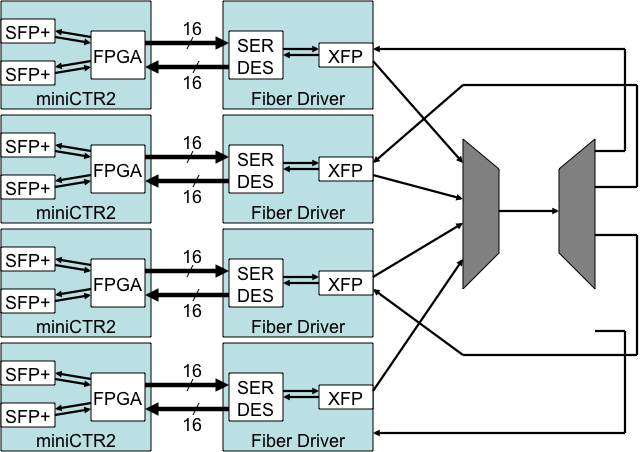 SFP+
SFP+
FPGA
miniCTR2
16
16
SER
DES
XFP
Fiber Driver
SFP+
SFP+
FPGA
miniCTR2
16
16
SER
DES
XFP
Fiber Driver
SFP+
SFP+
FPGA
miniCTR2
16
16
SER
DES
XFP
Fiber Driver
SFP+
SFP+
FPGA
miniCTR2
16
16
SER
DES
XFP
Fiber Driver